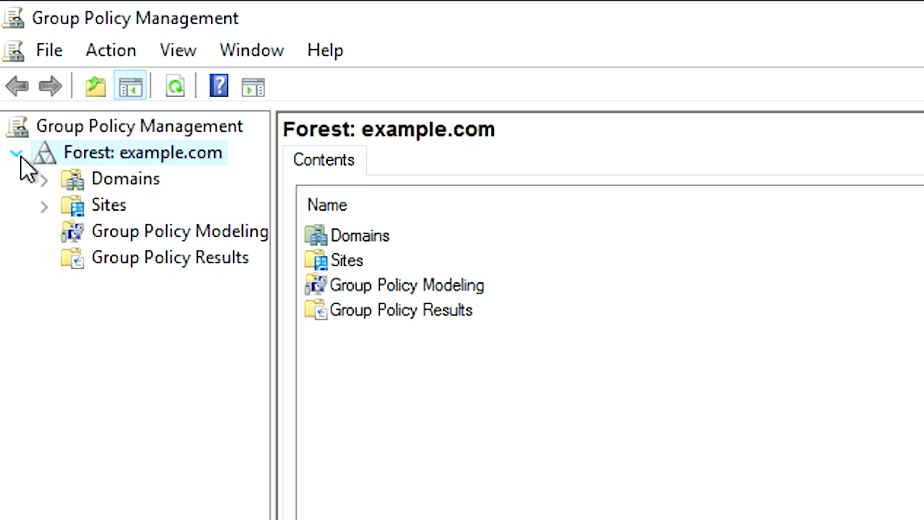 Group Policy Management
File Action View Window Help
Group Policy Management
Forest: example.com
Domains
Sites
Group Policy Modeling
Group Policy Results
Forest: example.com
Contents
Name
Domains
Sites
Group Policy Modeling
Group Policy Results